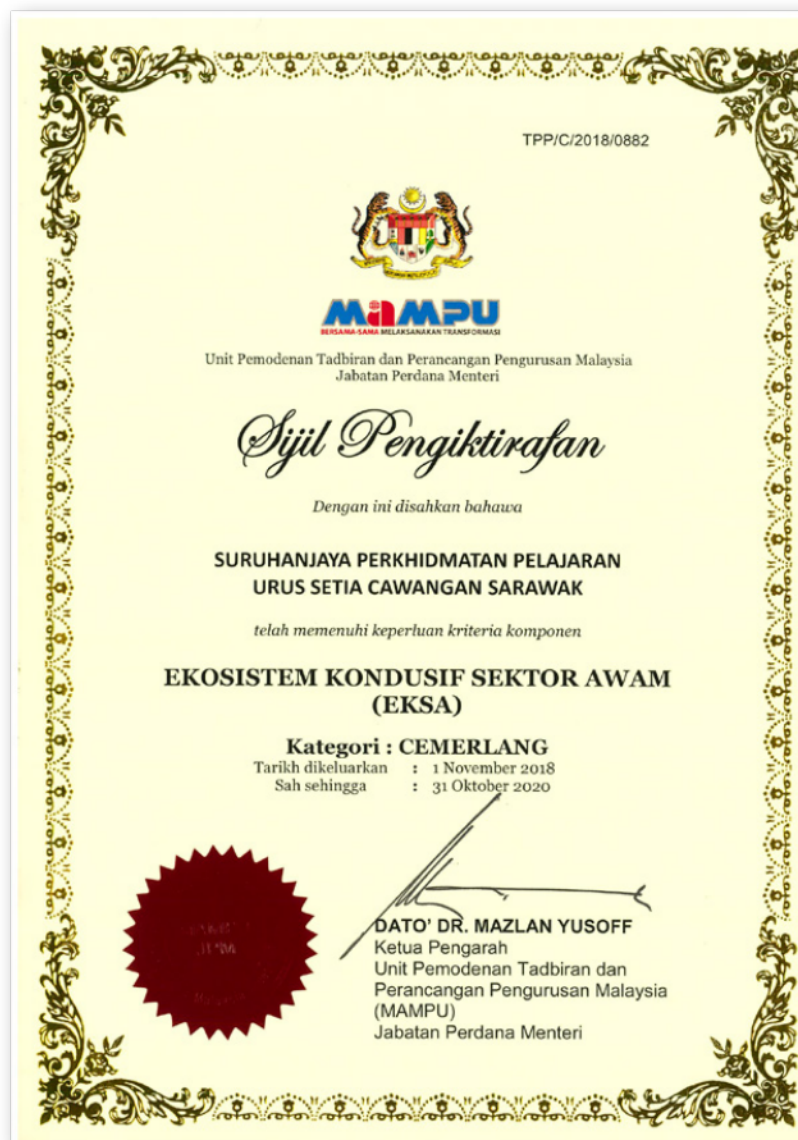 TPP/C/2018/0882
MAMPU
BERSAMA-SAMA MELAKSANAKAN TRANSFORMASI
Unit Pemodenan Tadbiran dan Perancangan Pengurusan Malaysia
Jabatan Perdana Menteri
Sijil Pengiktirafan
Dengan ini disahkan bahawa
SURUHANJAYA PERKHIDMATAN PELAJARAN
URUS SETIA CAWANGAN SARAWAK
telah memenuhi keperluan kriteria komponen
EKOSISTEM KONDUSIF SEKTOR AWAM
(EKSA)
Kategori : CEMERLANG
Tarikh dikeluarkan : 1 November 2018
Sah sehingga : 31 Oktober 2020
DATO' DR. MAZLAN YUSOFF
Ketua Pengarah
Unit Pemodenan Tadbiran dan
Perancangan Pengurusan Malaysia
(MAMPU)
Jabatan Perdana Menteri